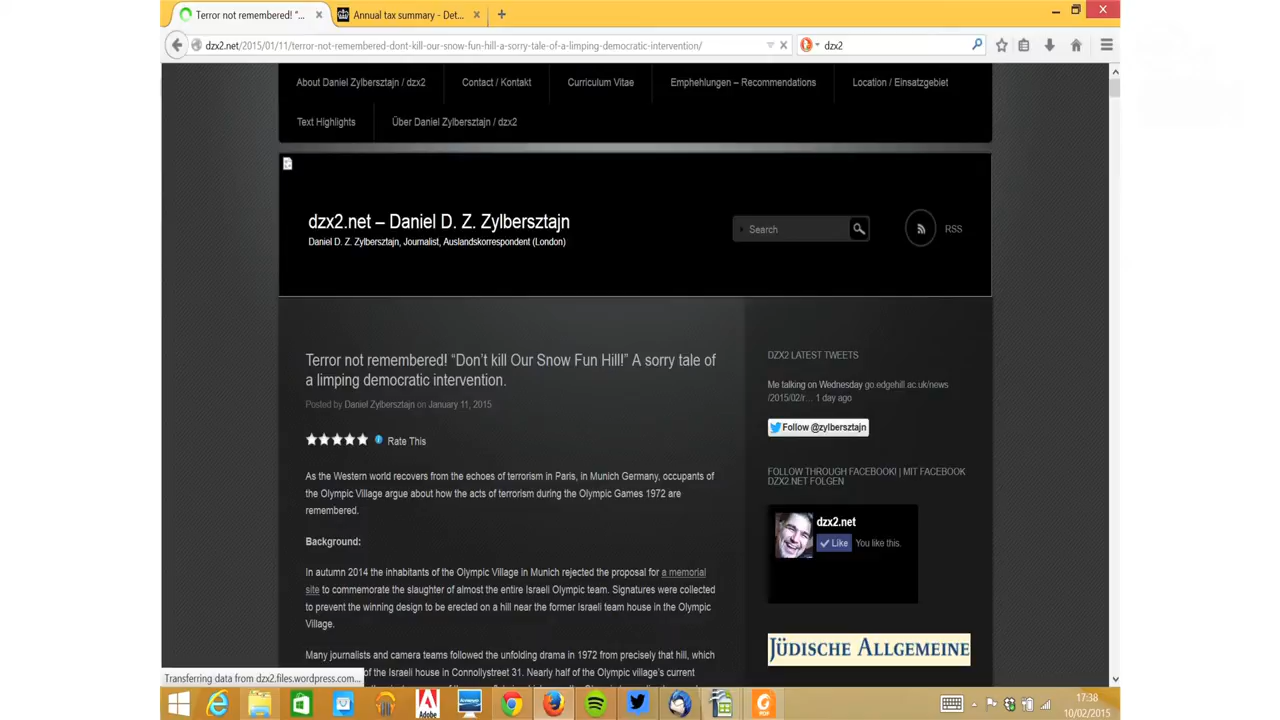 Terror not remembered! “...
Annual tax summary - Det...
dzx2.net/2015/01/11/terror-not-remembered-dont-kill-our-snow-fun-hill-a-sorry-tale-of-a-limping-democratic-intervention/
dzx2
About Daniel Zylbersztajn / dzx2
Contact / Kontakt
Curriculum Vitae
Empfehlungen – Recommendations
Location / Einsatzgebiet
Text Highlights
Über Daniel Zylbersztajn / dzx2
dzx2.net – Daniel D. Z. Zylbersztajn
Daniel D. Z. Zylbersztajn, Journalist, Auslandskorrespondent (London)
Search
RSS
Terror not remembered! “Don’t kill Our Snow Fun Hill!” A sorry tale of
a limping democratic intervention.
Posted by Daniel Zylbersztajn on January 11, 2015
Rate This
As the Western world recovers from the echoes of terrorism in Paris, in Munich Germany, occupants of
the Olympic Village argue about how the acts of terrorism during the Olympic Games 1972 are
remembered.
Background:
In autumn 2014 the inhabitants of the Olympic Village in Munich rejected the proposal for a memorial
site to commemorate the slaughter of almost the entire Israeli Olympic team. Signatures were collected
to prevent the winning design to be erected on a hill near the former Israeli team house in the Olympic
Village.
Many journalists and camera teams followed the unfolding drama in 1972 from precisely that hill, which
of the Israeli house in Connollystreet 31. Nearly half of the Olympic village’s current
DZX2 LATEST TWEETS
Me talking on Wednesday go.edgehill.ac.uk/news
/2015/02/r… 1 day ago
Follow @zylbersztajn
FOLLOW THROUGH FACEBOOK! | MIT FACEBOOK
DZX2.NET FOLGEN
dzx2.net
Like
You like this.
JÜDISCHE ALLGEMEINE
Transferring data from dzx2.files.wordpress.com...
Adobe
lenovo
PDF
17:38
10/02/2015